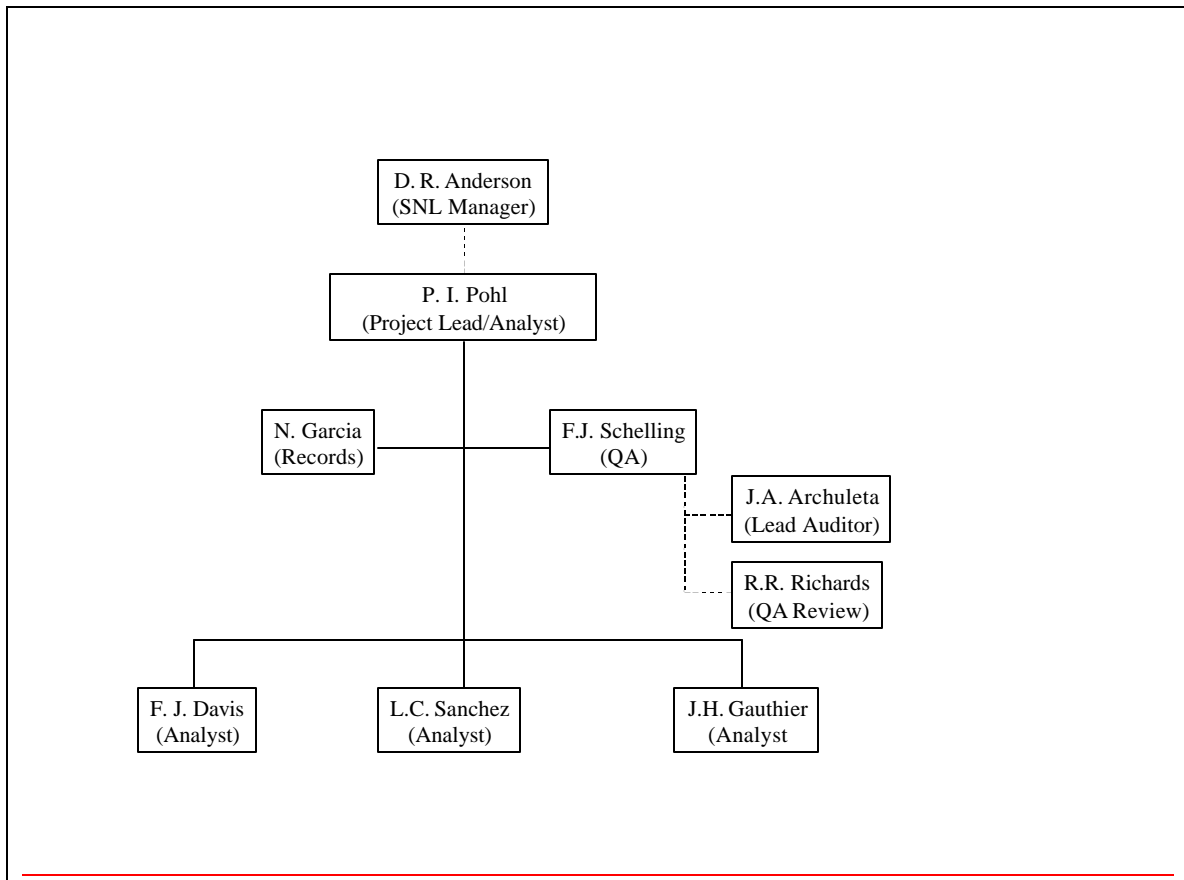 D. R. Anderson
(SNL Manager)
P. I. Pohl
(Project Lead/Analyst)
N. Garcia
(Records)
F.J. Schelling
(QA)
J.A. Archuleta
(Lead Auditor)
R.R. Richards
(QA Review)
F. J. Davis
(Analyst)
L.C. Sanchez
(Analyst)
J.H. Gauthier
(Analyst